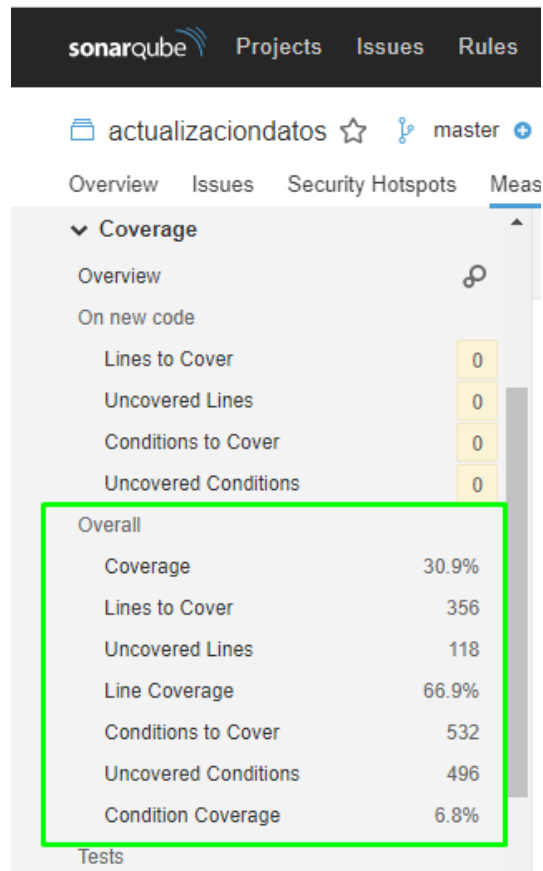 sonarqube Projects Issues Rules
actualizaciondatos master
Overview Issues Security Hotspots Meas
Coverage
Overview
On new code
Lines to Cover 0
Uncovered Lines 0
Conditions to Cover 0
Uncovered Conditions 0
Overall
Coverage 30.9%
Lines to Cover 356
Uncovered Lines 118
Line Coverage 66.9%
Conditions to Cover 532
Uncovered Conditions 496
Condition Coverage 6.8%
Tests